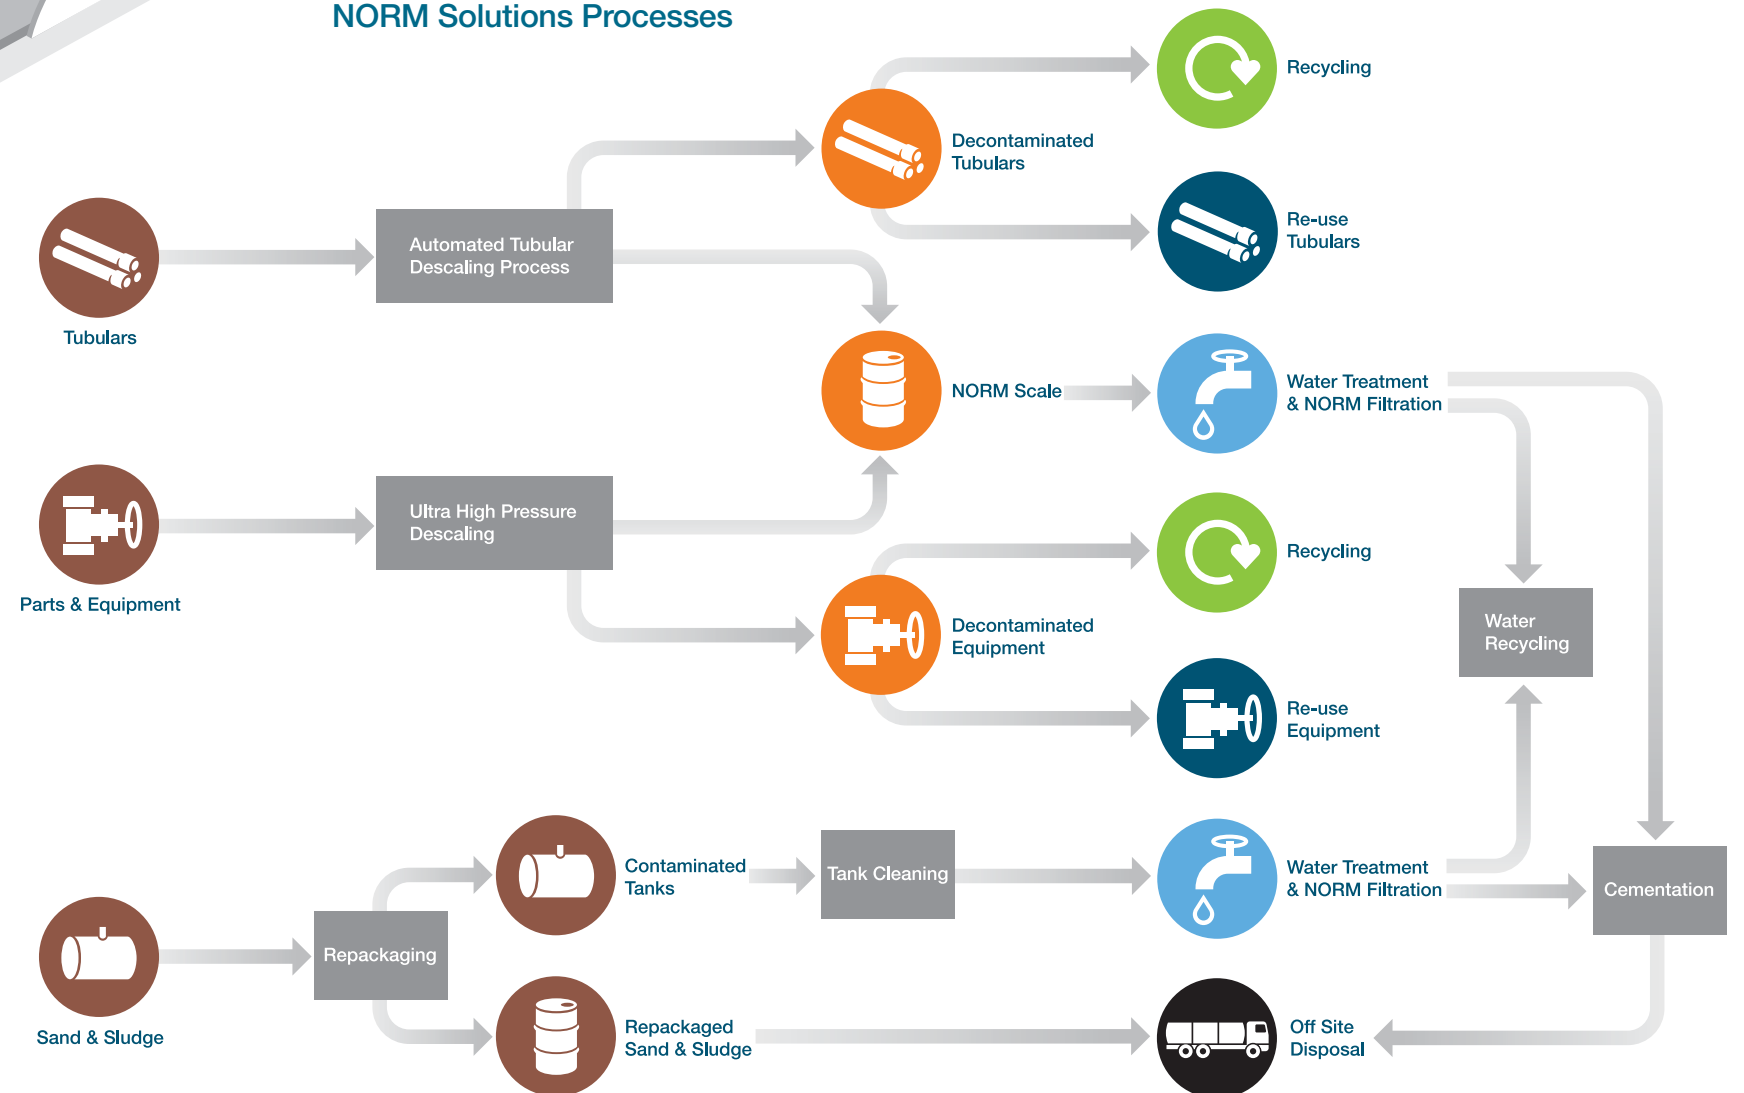 NORM Solutions Processes
Recycling
Decontaminated
Tubulars
Re-use
Tubulars
Automated Tubular
Descaling Process
Tubulars
NORM Scale
Water Treatment
& NORM Filtration
Ultra High Pressure
Descaling
Parts & Equipment
Recycling
Decontaminated
Equipment
Water
Recycling
Re-use
Equipment
Contaminated
Tanks
Tank Cleaning
Water Treatment
& NORM Filtration
Cementation
Repackaging
Sand & Sludge
Repackaged
Sand & Sludge
Off Site
Disposal